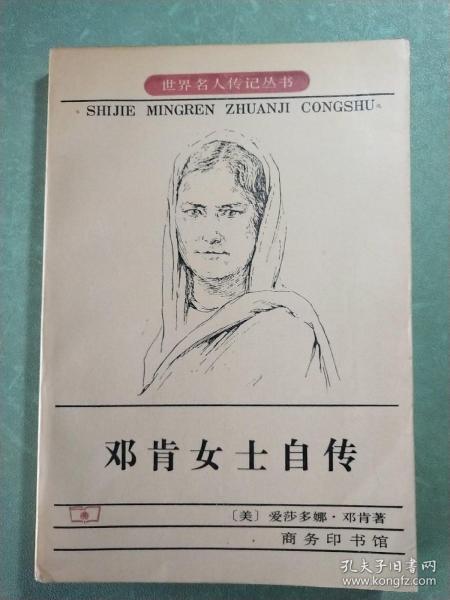 世界名人传记丛书
SHIJIE MINGREN ZHUANJI CONGSHU
邓肯女士自传
〔美〕爱莎多娜·邓肯著
商务印书馆
孔夫子旧书网
www.kongfz.com